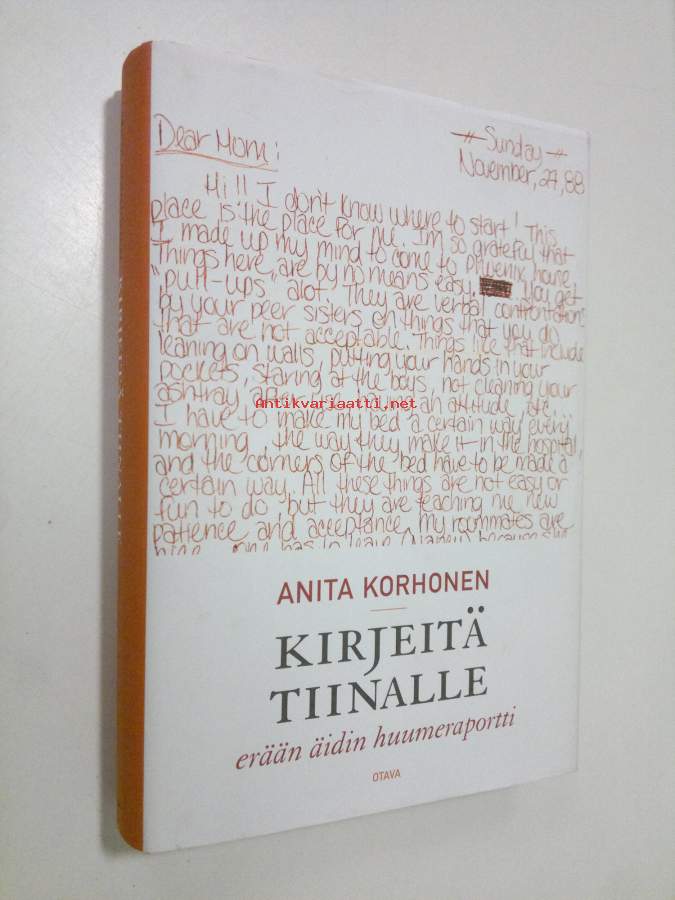 Dear Mom:
Sunday
November, 27, 88
Hi!! I don't know where to start! This
place is the place for me. I'm so grateful that
I made up my mind to come to Phoenix house.
Things here are by no means easy. You get
"pull-ups" alot. They are verbal confrontations
by your peer sisters on things that you do
that are not acceptable. Things like that include
leaning on walls, putting your hands in your
pockets, staring at the boys, not cleaning your
ashtray, an attitude, etc...
Antikvariaatti.net
I have to make my bed a certain way every
morning, the way they make it in the hospital,
and the corners of the bed have to be made a
certain way. All these things are not easy or
fun to do but they are teaching me new
patience and acceptance. My roommates are
ANITA KORHONEN
KIRJEITÄ
TIINALLE
erään äidin huumeraportti
OTAVA